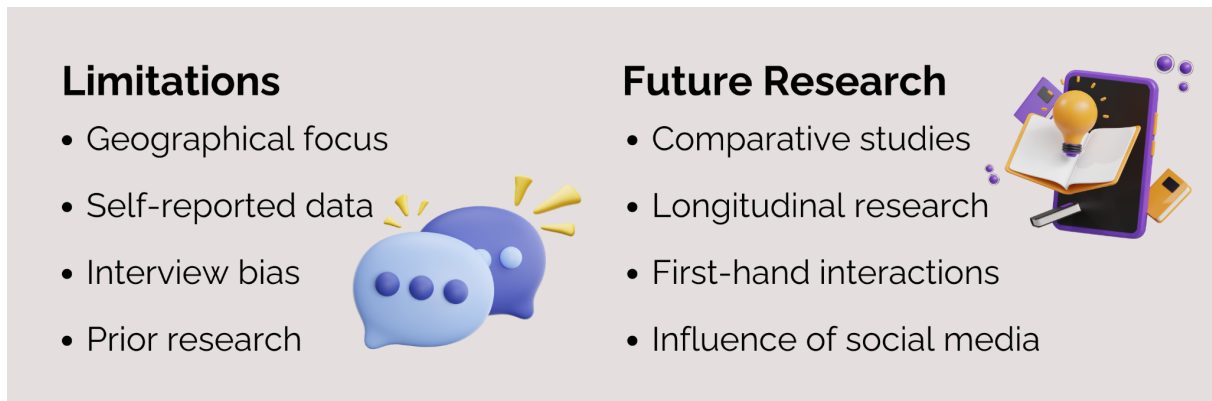 Limitations
• Geographical focus
• Self-reported data
• Interview bias
• Prior research
Future Research
• Comparative studies
• Longitudinal research
• First-hand interactions
• Influence of social media